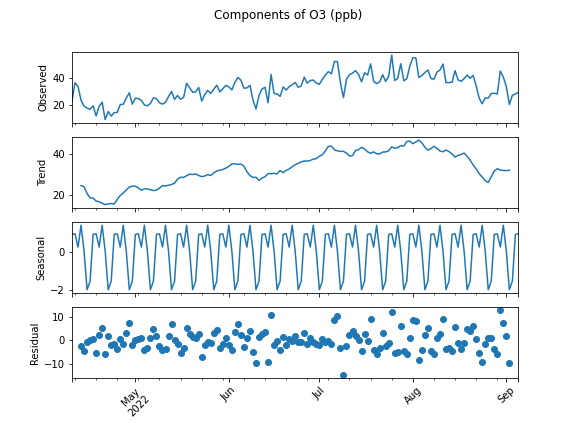 Components of O3 (ppb)
Observed
40
20
Trend
40
20
Seasonal
0
−2
Residual
10
0
−10
May
2022
Jun
Jul
Aug
Sep